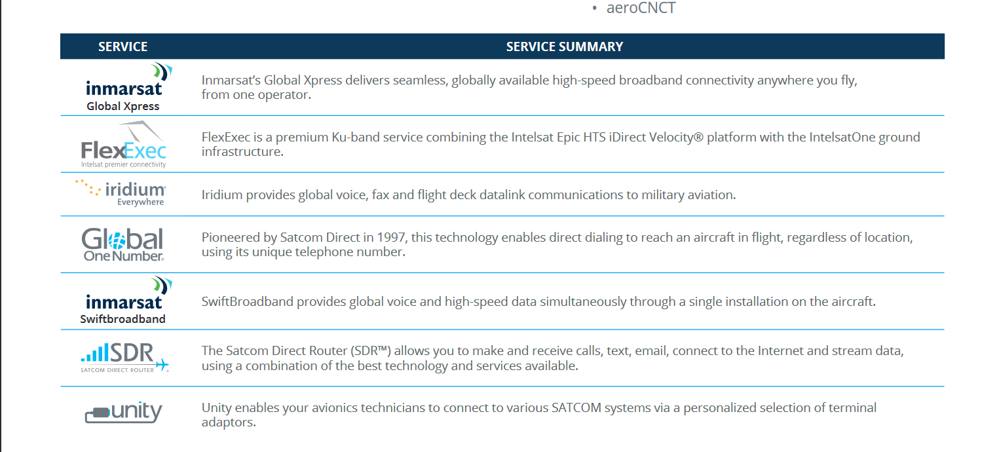 • aeroCNCT
SERVICE SERVICE SUMMARY
inmarsat
Global Xpress
Inmarsat’s Global Xpress delivers seamless, globally available high-speed broadband connectivity anywhere you fly,
from one operator.
FlexExec
Intelsat premier connectivity
FlexExec is a premium Ku-band service combining the Intelsat Epic HTS iDirect Velocity® platform with the IntelsatOne ground
infrastructure.
iridium®
Everywhere
Iridium provides global voice, fax and flight deck datalink communications to military aviation.
Global
One Number®
Pioneered by Satcom Direct in 1997, this technology enables direct dialing to reach an aircraft in flight, regardless of location,
using its unique telephone number.
inmarsat
Swiftbroadband
SwiftBroadband provides global voice and high-speed data simultaneously through a single installation on the aircraft.
SDR
SATCOM DIRECT ROUTER®
The Satcom Direct Router (SDR™) allows you to make and receive calls, text, email, connect to the Internet and stream data,
using a combination of the best technology and services available.
unity
Unity enables your avionics technicians to connect to various SATCOM systems via a personalized selection of terminal
adaptors.